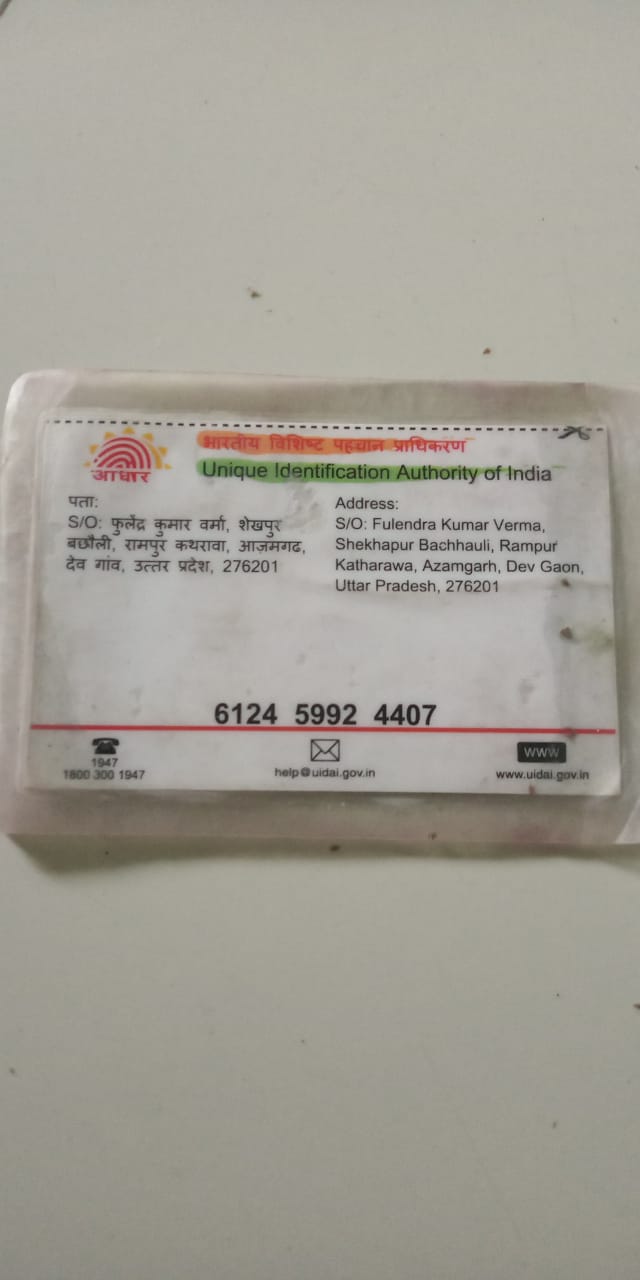 आधार
भारतीय विशिष्ट पहचान प्राधिकरण
Unique Identification Authority of India
पता:
S/O: फुलेंद्र कुमार वर्मा, शेखपुर
बछौली, रामपुर कथरावा, आज़मगढ,
देव गांव, उत्तर प्रदेश, 276201
Address:
S/O: Fulendra Kumar Verma,
Shekhapur Bachhauli, Rampur
Katharawa, Azamgarh, Dev Gaon,
Uttar Pradesh, 276201
6124 5992 4407
1947
1800 300 1947
help@uidai.gov.in
WWW
www.uidai.gov.in